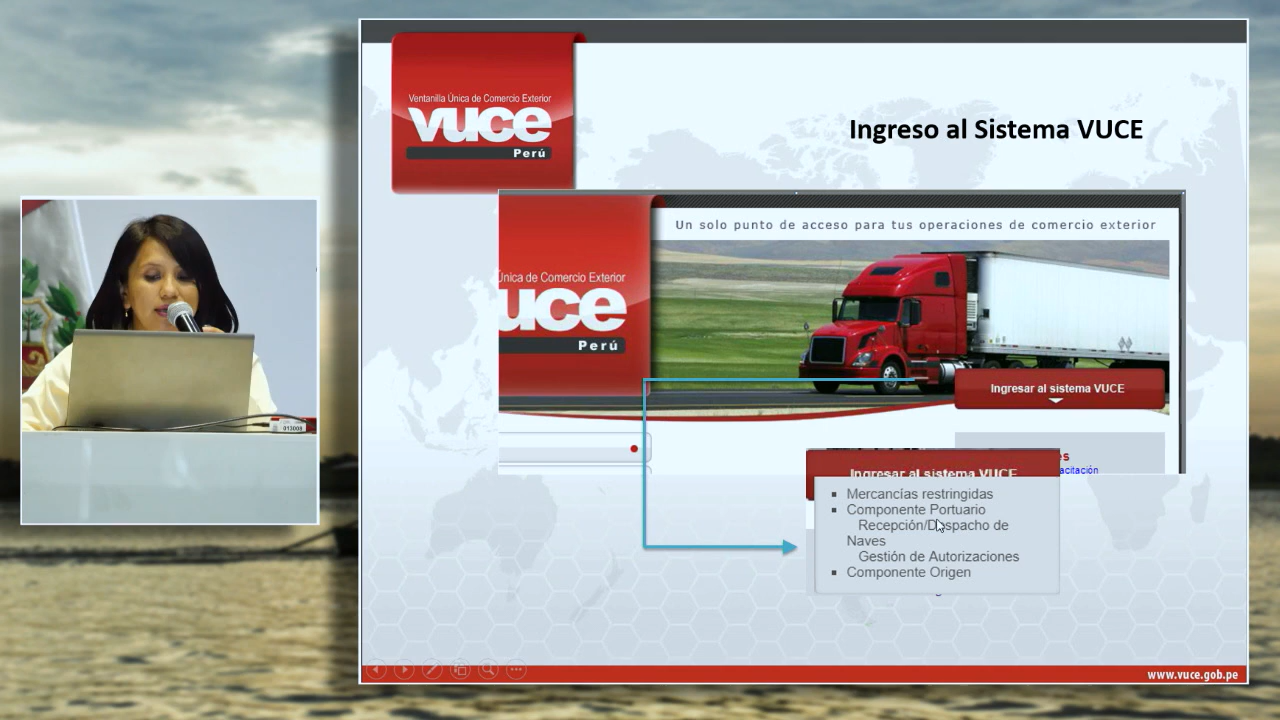 Ventanilla Única de Comercio Exterior
vuce
Perú
Ingreso al Sistema VUCE
Un solo punto de acceso para tus operaciones de comercio exterior
Única de Comercio Exterior
uce
Perú
Ingresar al sistema VUCE
es
acitación
Ingresar al sistema VUCE
Mercancías restringidas
Componente Portuario
Recepción/Despacho de
Naves
Gestión de Autorizaciones
Componente Origen
013008
www.vuce.gob.pe